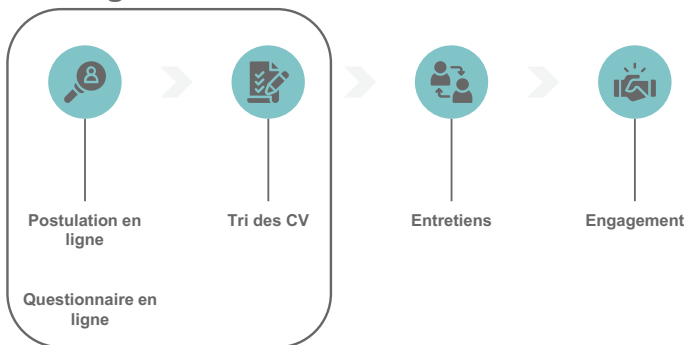 Postulation en
ligne
Tri des CV
Entretiens
Engagement
Questionnaire en
ligne